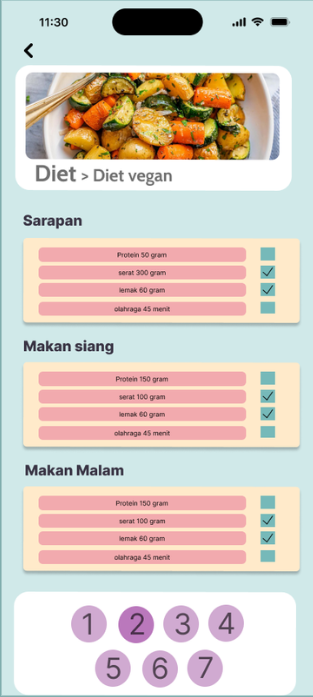 11:30
Diet > Diet vegan
Sarapan
Protein 50 gram
serat 300 gram
lemak 60 gram
olahraga 45 menit
Makan siang
Protein 150 gram
serat 100 gram
lemak 60 gram
olahraga 45 menit
Makan Malam
Protein 150 gram
serat 100 gram
lemak 60 gram
olahraga 45 menit
1 2 3 4
5 6 7